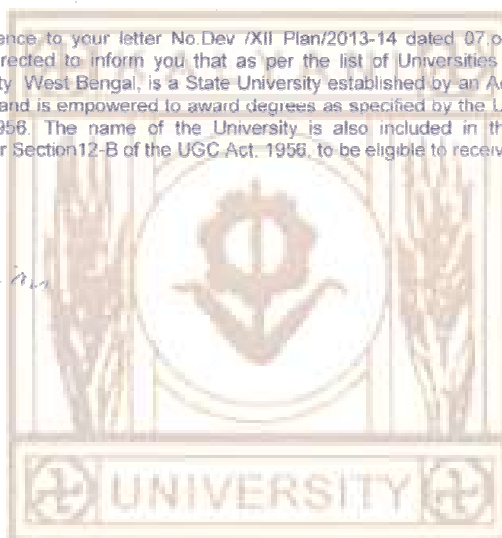 ence to your letter No.Dev /XII Plan/2013-14 dated 07.0
rected to inform you that as per the list of Universities
ty West Bengal, is a State University established by an Ac
and is empowered to award degrees as specified by the U
956. The name of the University is also included in th
r Section12-B of the UGC Act, 1956, to be eligible to receiv
UNIVERSITY